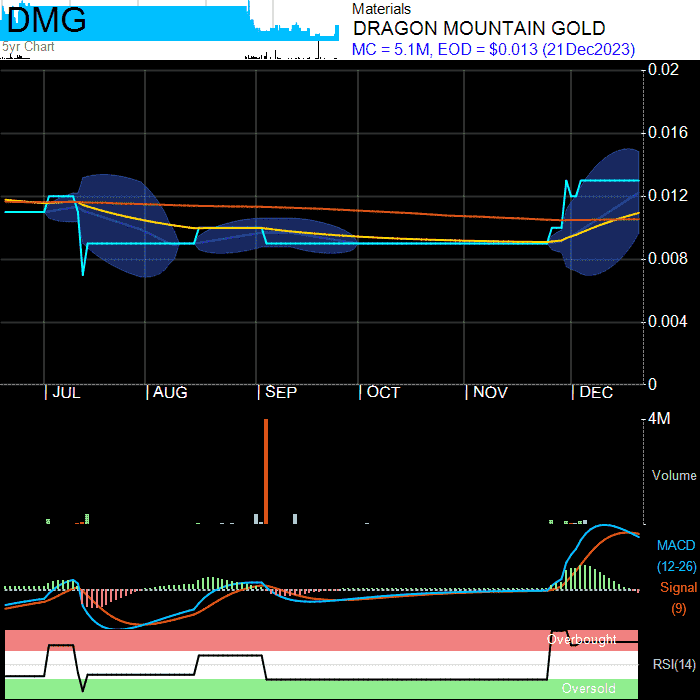 DMG
5yr Chart
Materials
DRAGON MOUNTAIN GOLD
MC = 5.1M, EOD = $0.013 (21Dec2023)
0.02
0.016
0.012
0.008
0.004
0
JUL AUG SEP OCT NOV DEC
4M
Volume
MACD
(12-26)
Signal
(9)
Overbought
RSI(14)
Oversold